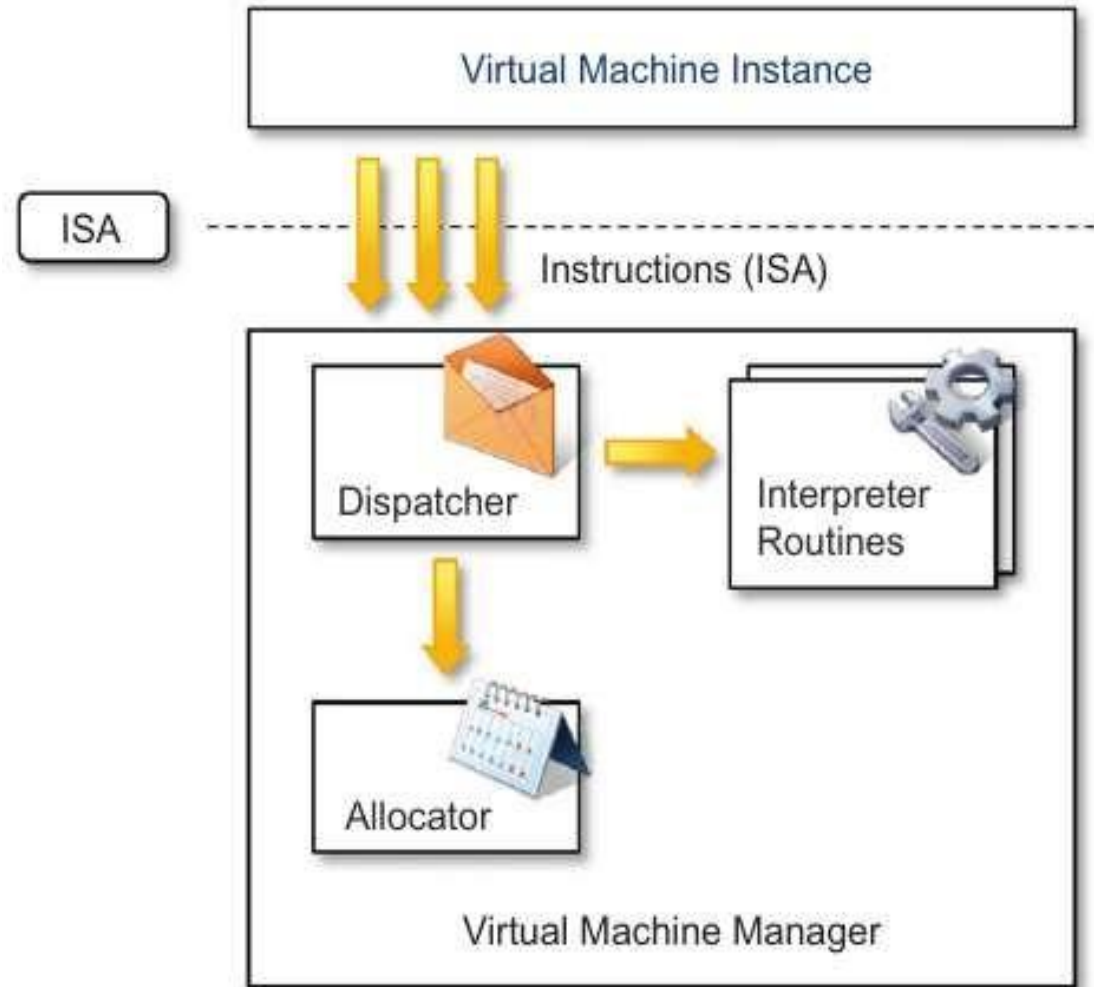 Virtual Machine Instance
ISA
Instructions (ISA)
Dispatcher
Interpreter
Routines
Allocator
Virtual Machine Manager